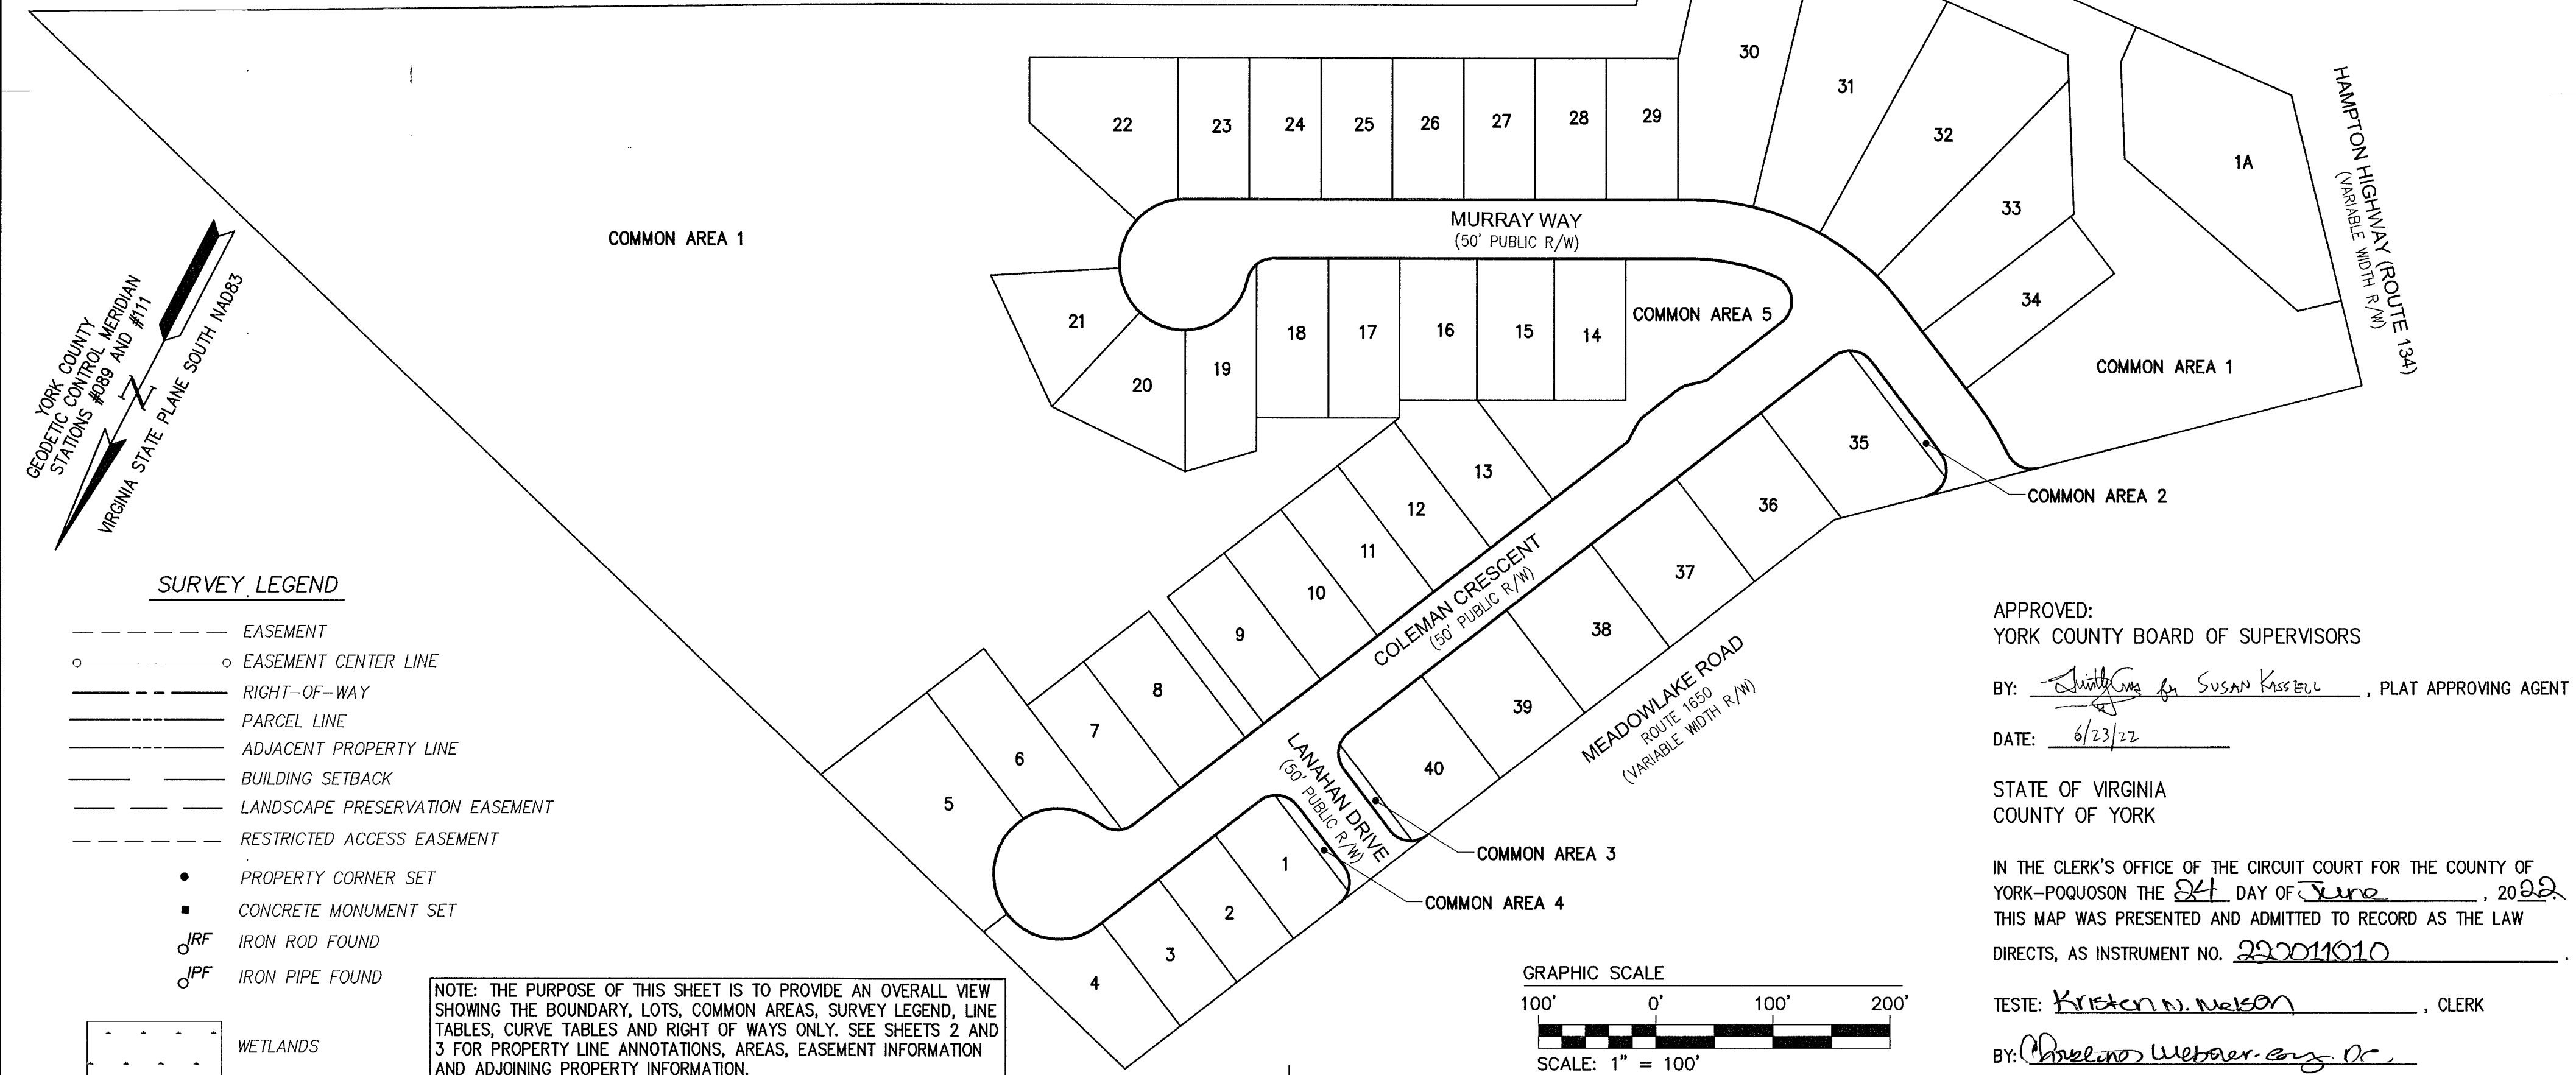 30
31
32
33
34
1A
22
23
24
25
26
27
28
29
HAMPTON HIGHWAY (ROUTE 134)
(VARIABLE WIDTH R/W)
MURRAY WAY
(50' PUBLIC R/W)
COMMON AREA 1
21
20
19
18
17
16
15
14
COMMON AREA 5
COMMON AREA 1
YORK COUNTY
GEODETIC CONTROL MERIDIAN
STATIONS #089 AND #111
N
VIRGINIA STATE PLANE SOUTH NAD83
35
36
37
38
39
40
COMMON AREA 2
13
12
11
10
9
8
7
6
5
COLEMAN CRESCENT
(50' PUBLIC R/W)
MEADOWLAKE ROAD
ROUTE 1650
(VARIABLE WIDTH R/W)
LANAHAN DRIVE
(50' PUBLIC R/W)
1
2
3
4
COMMON AREA 3
COMMON AREA 4
SURVEY LEGEND
EASEMENT
EASEMENT CENTER LINE
RIGHT-OF-WAY
PARCEL LINE
ADJACENT PROPERTY LINE
BUILDING SETBACK
LANDSCAPE PRESERVATION EASEMENT
RESTRICTED ACCESS EASEMENT
PROPERTY CORNER SET
CONCRETE MONUMENT SET
IRF IRON ROD FOUND
IPF IRON PIPE FOUND
WETLANDS
NOTE: THE PURPOSE OF THIS SHEET IS TO PROVIDE AN OVERALL VIEW
SHOWING THE BOUNDARY, LOTS, COMMON AREAS, SURVEY LEGEND, LINE
TABLES, CURVE TABLES AND RIGHT OF WAYS ONLY. SEE SHEETS 2 AND
3 FOR PROPERTY LINE ANNOTATIONS, AREAS, EASEMENT INFORMATION
AND ADJOINING PROPERTY INFORMATION.
GRAPHIC SCALE
100' 0' 100' 200'
SCALE: 1" = 100'
APPROVED:
YORK COUNTY BOARD OF SUPERVISORS
BY: for SUSAN KASSELL, PLAT APPROVING AGENT
DATE: 6/23/22
STATE OF VIRGINIA
COUNTY OF YORK
IN THE CLERK'S OFFICE OF THE CIRCUIT COURT FOR THE COUNTY OF
YORK-POQUOSON THE 24 DAY OF June, 2022.
THIS MAP WAS PRESENTED AND ADMITTED TO RECORD AS THE LAW
DIRECTS, AS INSTRUMENT NO. 220011010.
TESTE: Kristen N. Nelson, CLERK
BY: D.C.